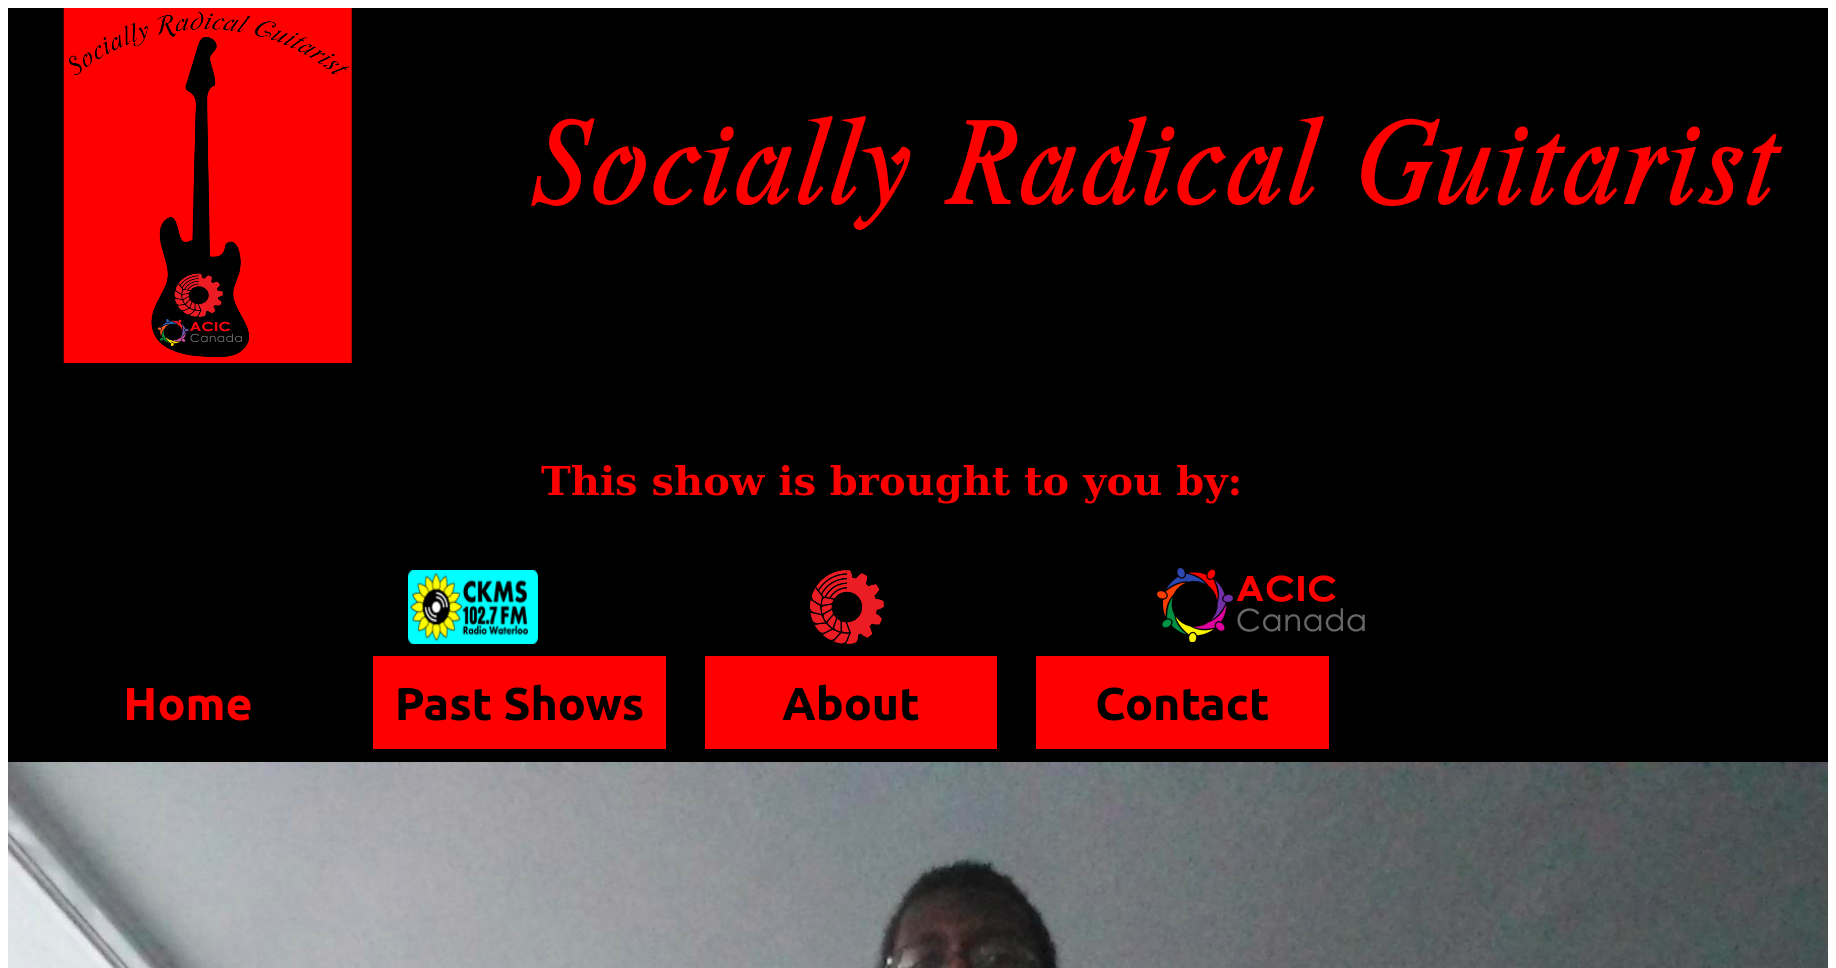 Socially Radical Guitarist
ACIC
Canada
Socially Radical Guitarist
This show is brought to you by:
CKMS
102.7 FM
Radio Waterloo
ACIC
Canada
Home
Past Shows
About
Contact